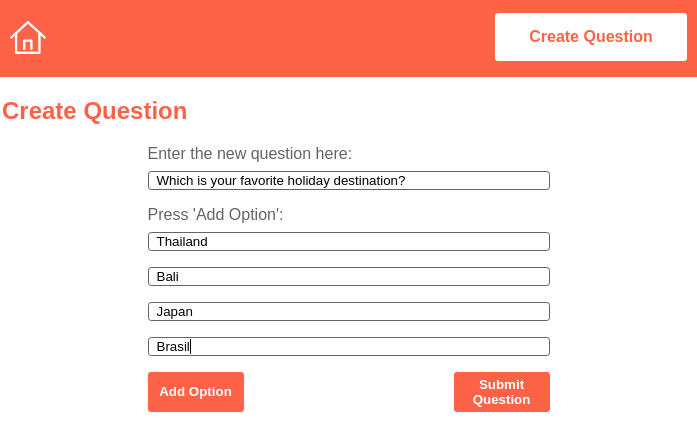 Create Question
Create Question
Enter the new question here:
Which is your favorite holiday destination?
Press 'Add Option':
Thailand
Bali
Japan
Brasil
Add Option
Submit
Question